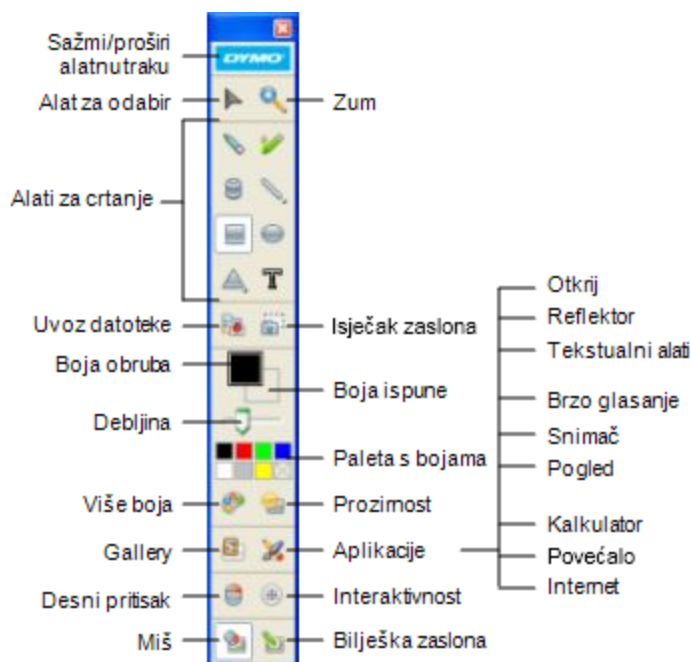 Sažmi/proširi
alatnutraku
DYMO
Alat za odabir
Zum
Alati za crtanje
Uvoz datoteke
Isječak zaslona
Boja obruba
Boja ispune
Debljina
Paleta s bojama
Više boja
Prozirnost
Gallery
Aplikacije
Desni pritisak
Interaktivnost
Miš
Bilješka zaslona
Otkrij
Reflektor
Tekstualni alati
Brzo glasanje
Snimač
Pogled
Kalkulator
Povećalo
Internet